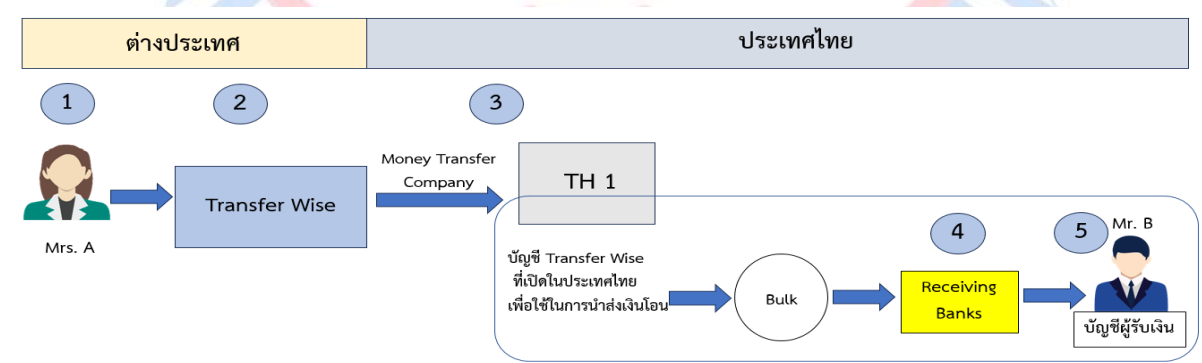 ต่างประเทศ
ประเทศไทย
1
2
3
Money Transfer
Company
TH 1
Transfer Wise
Mrs. A
4
5
Mr. B
บัญชี Transfer Wise
ที่เปิดในประเทศไทย
เพื่อใช้ในการนำส่งเงินโอน
Bulk
Receiving
Banks
บัญชีผู้รับเงิน